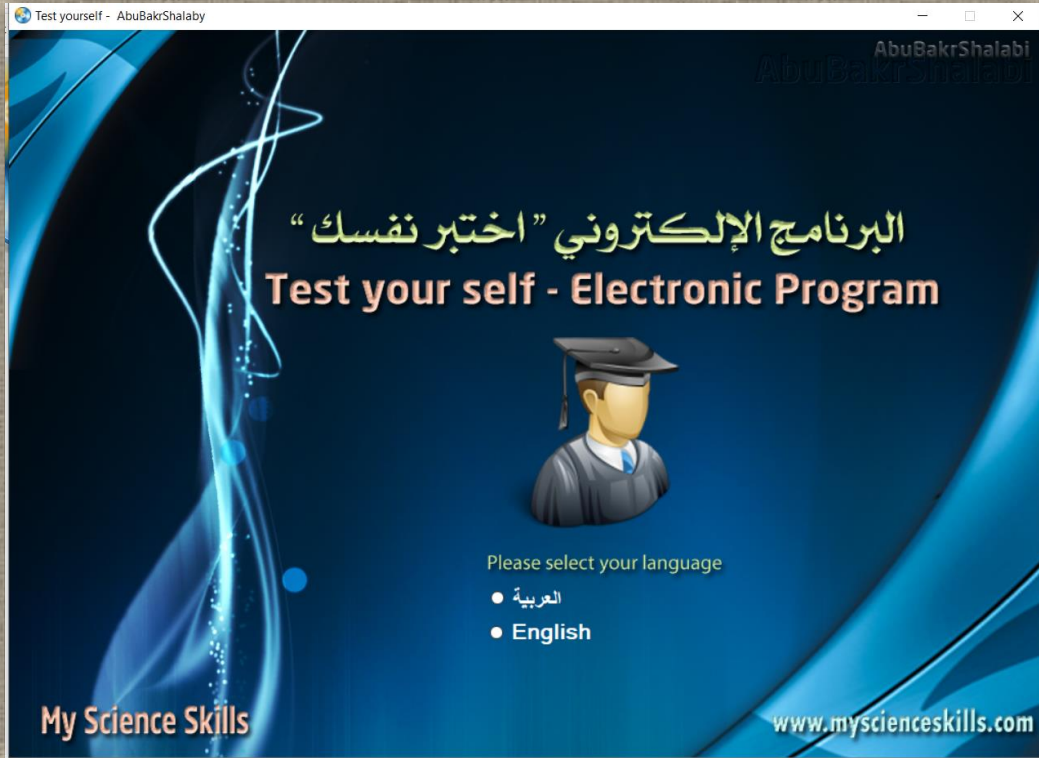 Test yourself - AbuBakrShalaby
AbuBakrShalabi
AbuBakrShalabi
البرنامج الإلكتروني " اختبر نفسك "
Test your self - Electronic Program
Please select your language
العربية
English
My Science Skills
www.myscienceskills.com